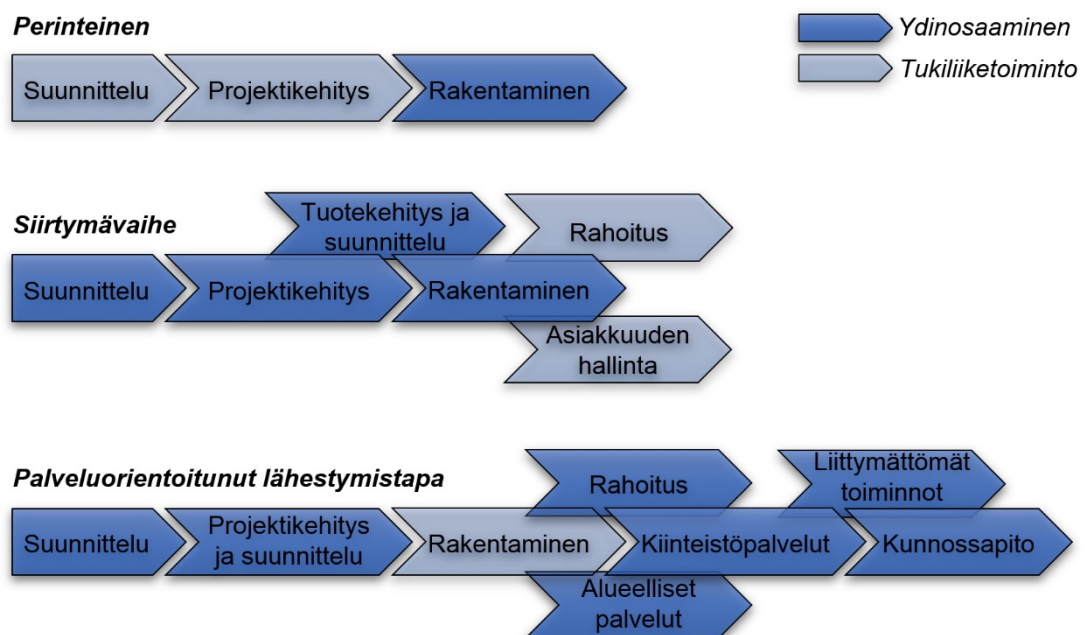 Perinteinen
Ydinosaaminen
Tukiliiketoiminto
Suunnittelu
Projektikehitys
Rakentaminen
Siirtymävaihe
Tuotekehitys ja
suunnittelu
Rahoitus
Suunnittelu
Projektikehitys
Rakentaminen
Asiakkuuden
hallinta
Palveluorientoitunut lähestymistapa
Rahoitus
Liittymättömät
toiminnot
Suunnittelu
Projektikehitys
ja suunnittelu
Rakentaminen
Kiinteistöpalvelut
Kunnossapito
Alueelliset
palvelut